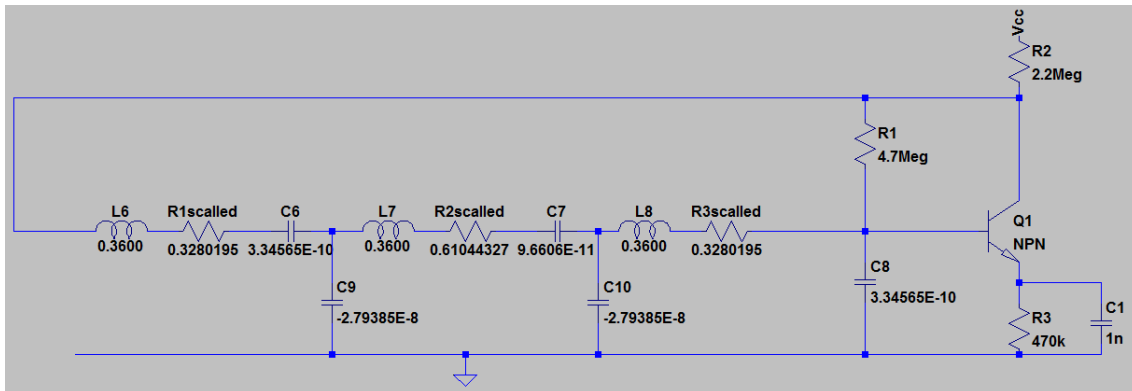 Vcc
R2
2.2Meg
R1
4.7Meg
L6
0.3600
R1scalled
0.3280195
C6
3.34565E-10
L7
0.3600
R2scalled
0.61044327
C7
9.6606E-11
L8
0.3600
R3scalled
0.3280195
Q1
NPN
C9
-2.79385E-8
C10
-2.79385E-8
C8
3.34565E-10
R3
470k
C1
1n